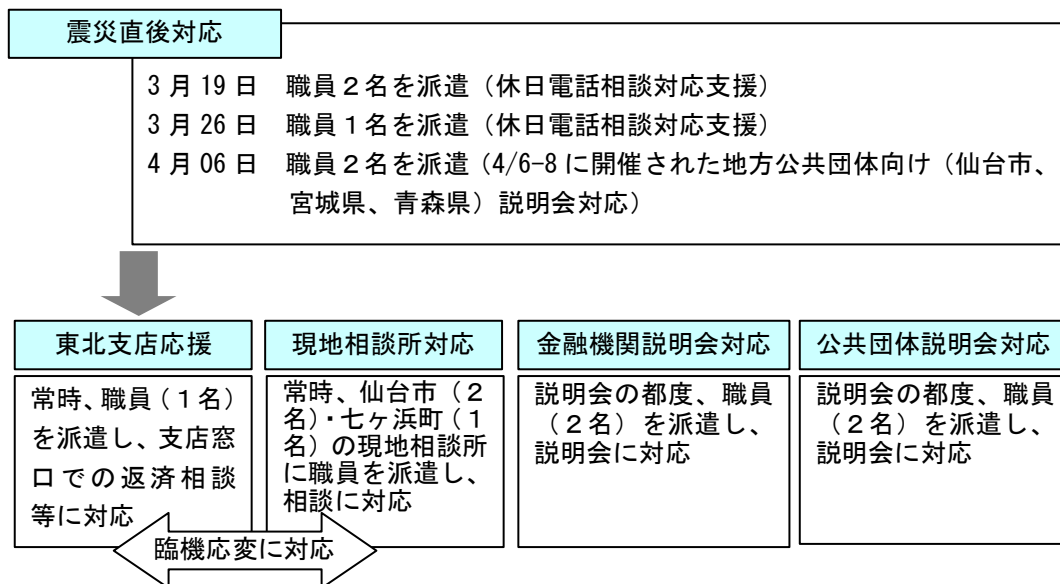 震災直後対応
3月19日　職員２名を派遣（休日電話相談対応支援）
3月26日　職員１名を派遣（休日電話相談対応支援）
4月06日　職員２名を派遣（4/6-8に開催された地方公共団体向け（仙台市、
宮城県、青森県）説明会対応）
東北支店応援
常時、職員（１名）
を派遣し、支店窓
口での返済相談
等に対応
現地相談所対応
常時、仙台市（２
名）・七ヶ浜町（１
名）の現地相談所
に職員を派遣し、
相談に対応
臨機応変に対応
金融機関説明会対応
説明会の都度、職員
（２名）を派遣し、
説明会に対応
公共団体説明会対応
説明会の都度、職員
（２名）を派遣し、
説明会に対応